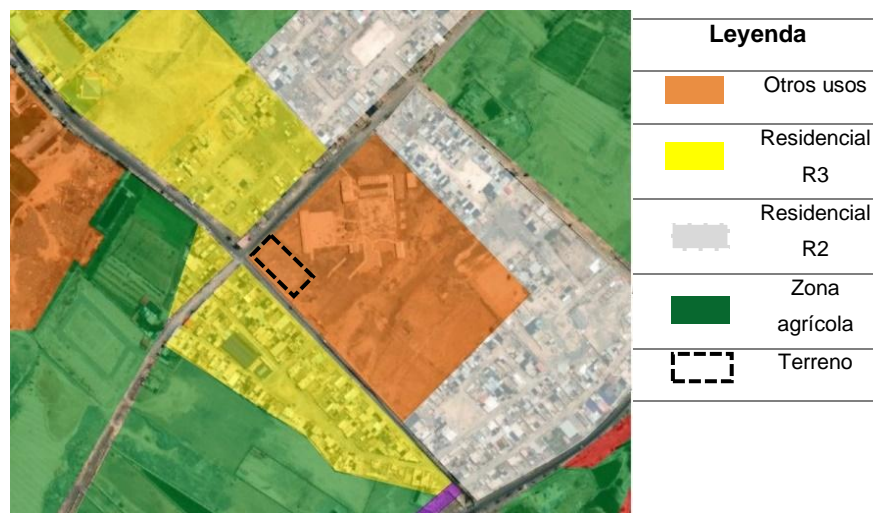 Leyenda
Otros usos
Residencial
R3
Residencial
R2
Zona
agrícola
Terreno